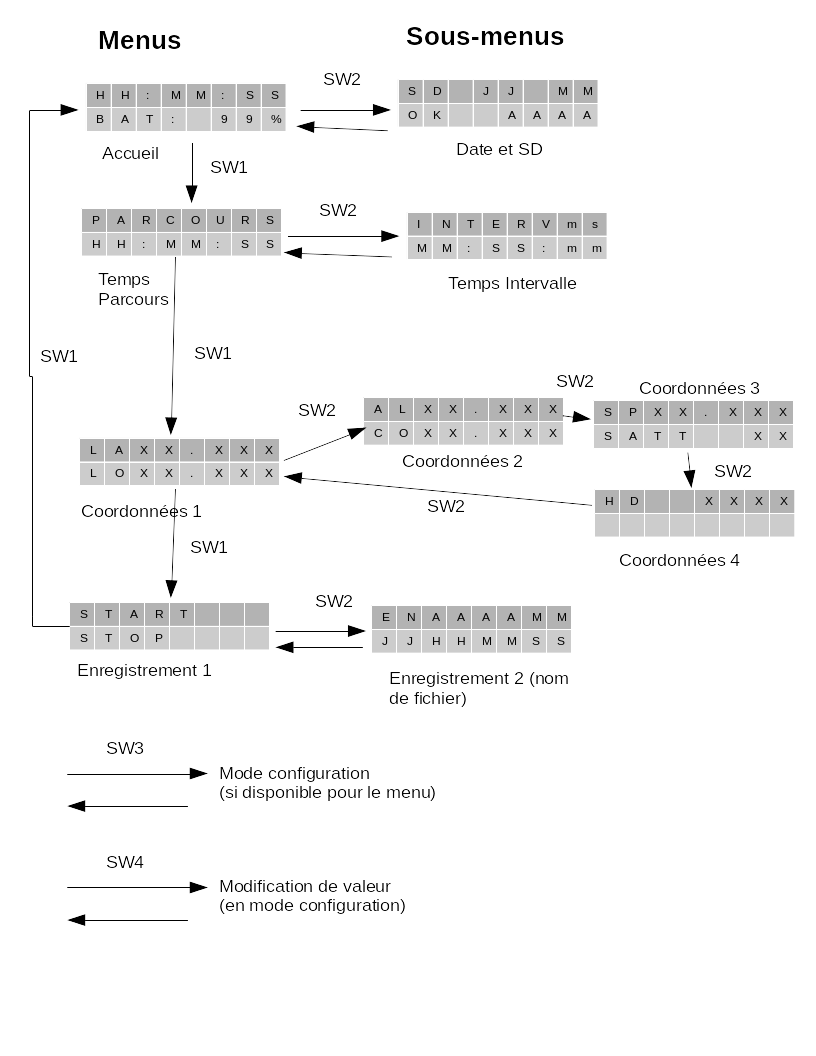 Menus
Sous-menus
SW2
H H : M M : S S
B A T : 9 9 %
S D J J M M
O K A A A A
Accueil
Date et SD
SW1
SW2
P A R C O U R S
H H : M M : S S
I N T E R V m s
M M : S S : m m
Temps
Parcours
Temps Intervalle
SW1
SW1
SW2
SW2
Coordonnées 3
A L X X . X X X
C O X X . X X X
S P X X . X X X
S A T T X X
L A X X . X X X
L O X X . X X X
Coordonnées 2
SW2
Coordonnées 1
SW2
H D X X X X
Coordonnées 4
SW1
SW2
S T A R T
S T O P
E N A A A A M M
J J H H M M S S
Enregistrement 1
Enregistrement 2 (nom
de fichier)
SW3
Mode configuration
(si disponible pour le menu)
SW4
Modification de valeur
(en mode configuration)